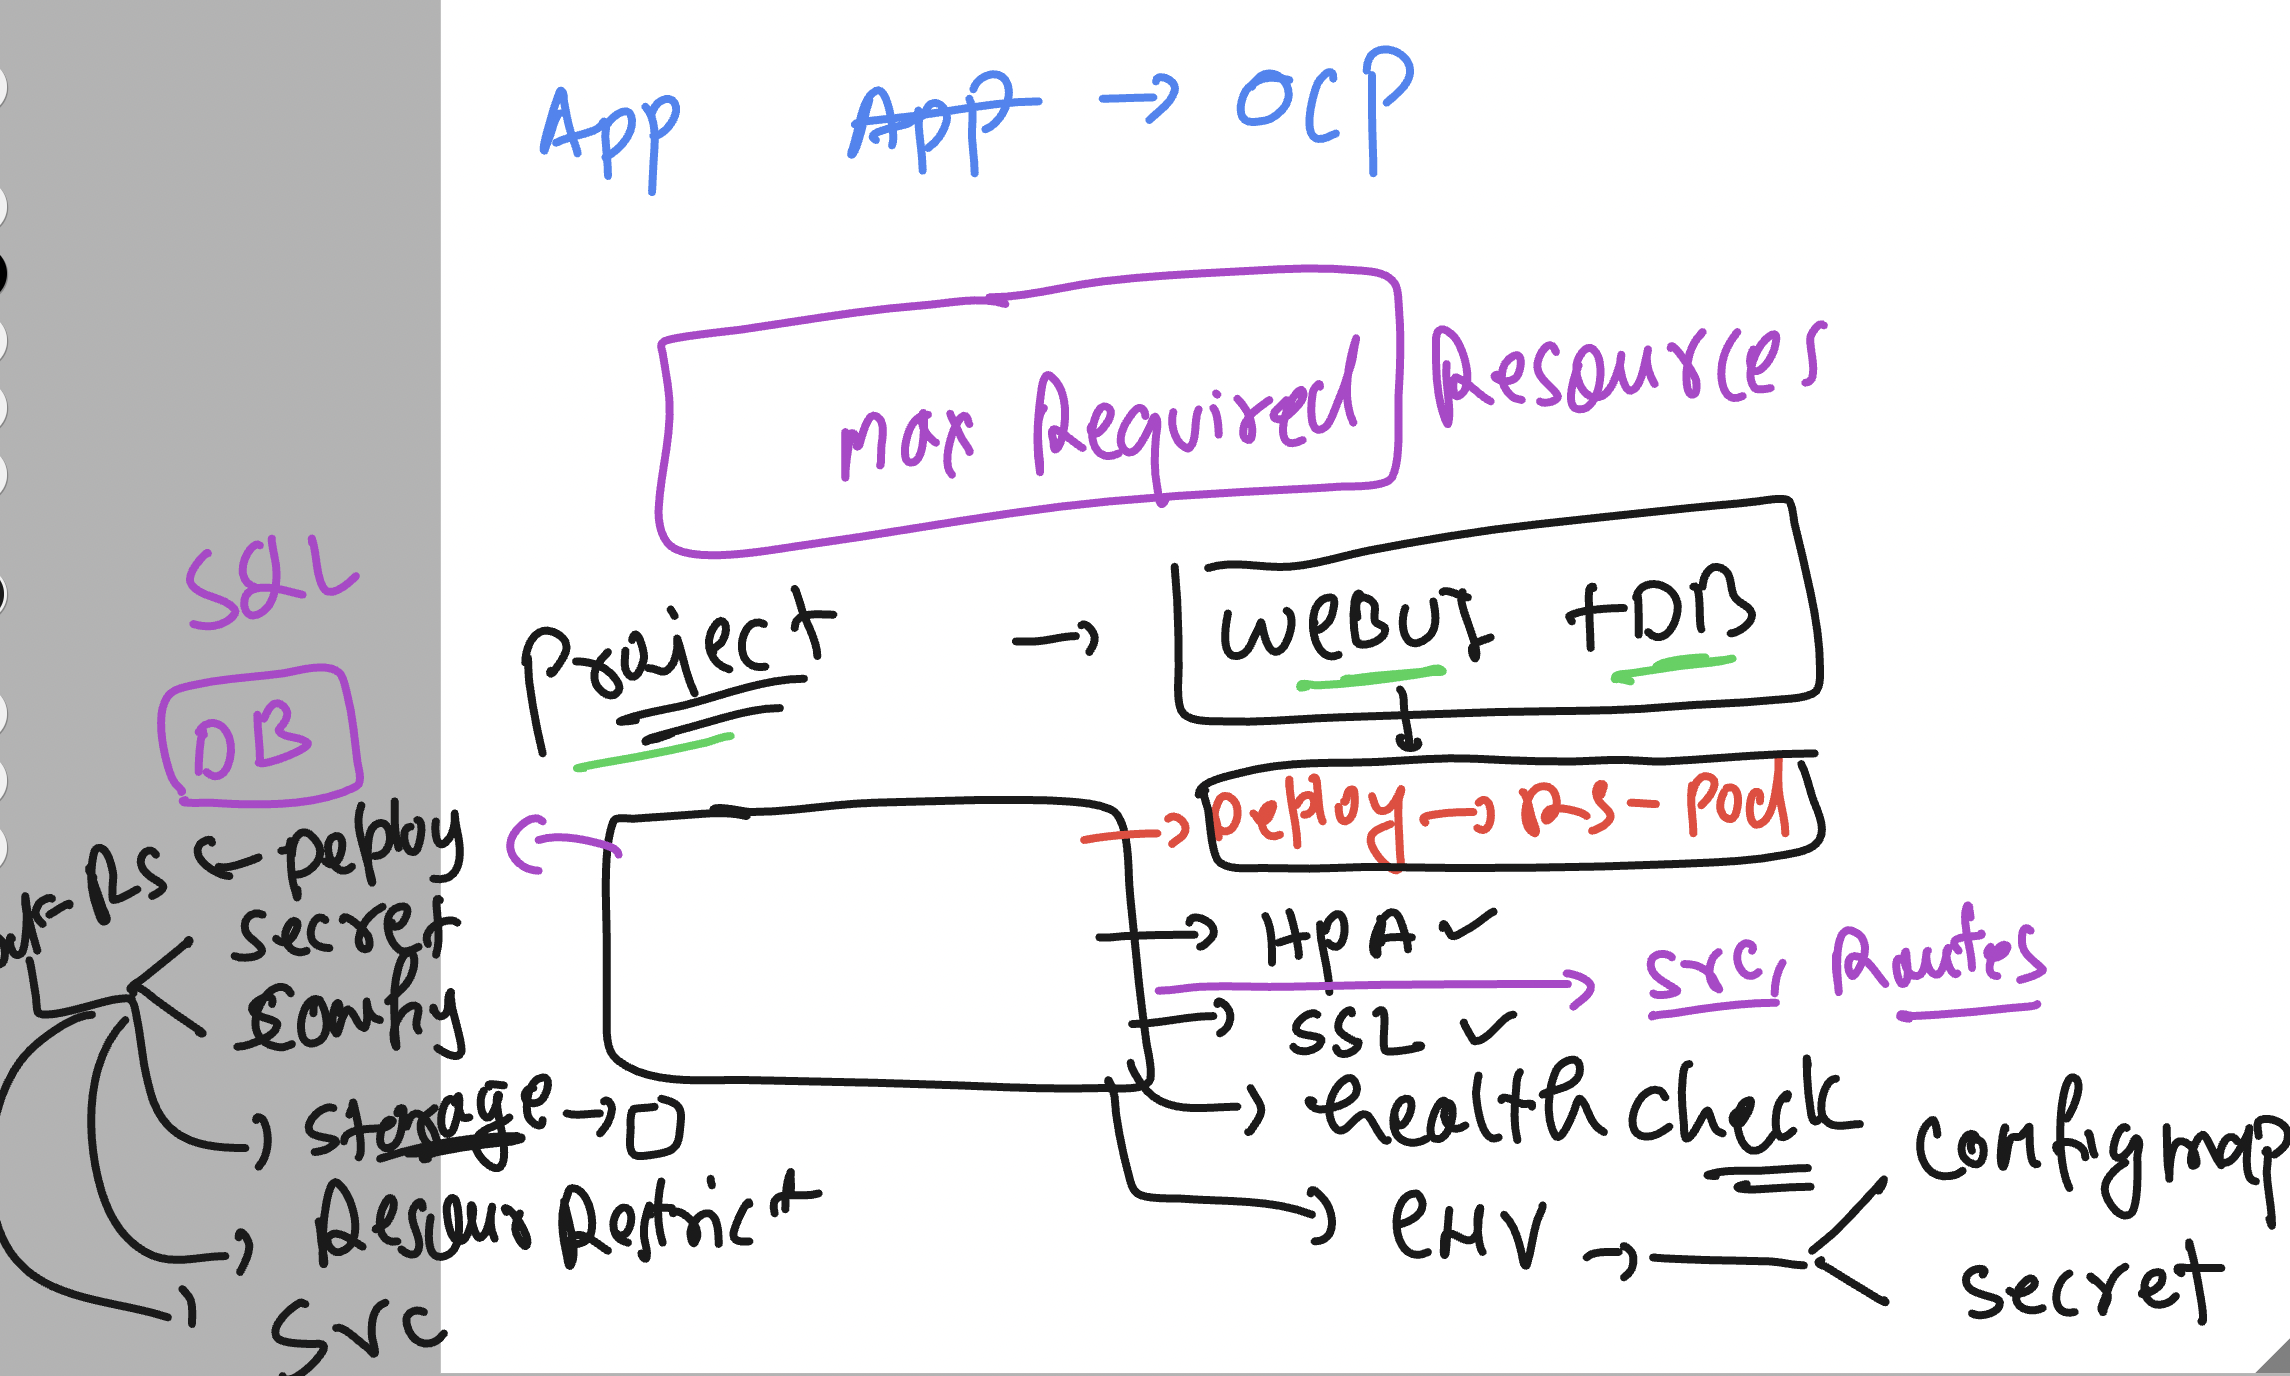 App App → OCP
Max Required Resources
SQL
Project → WEBUI + DB
DB
Deploy → RS - Pod
RS ← Deploy
HPA ✓
secret
svc, Routes
config
SSL ✓
storage →
health check
Resour Restrict
ENV → configmap
secret
svc